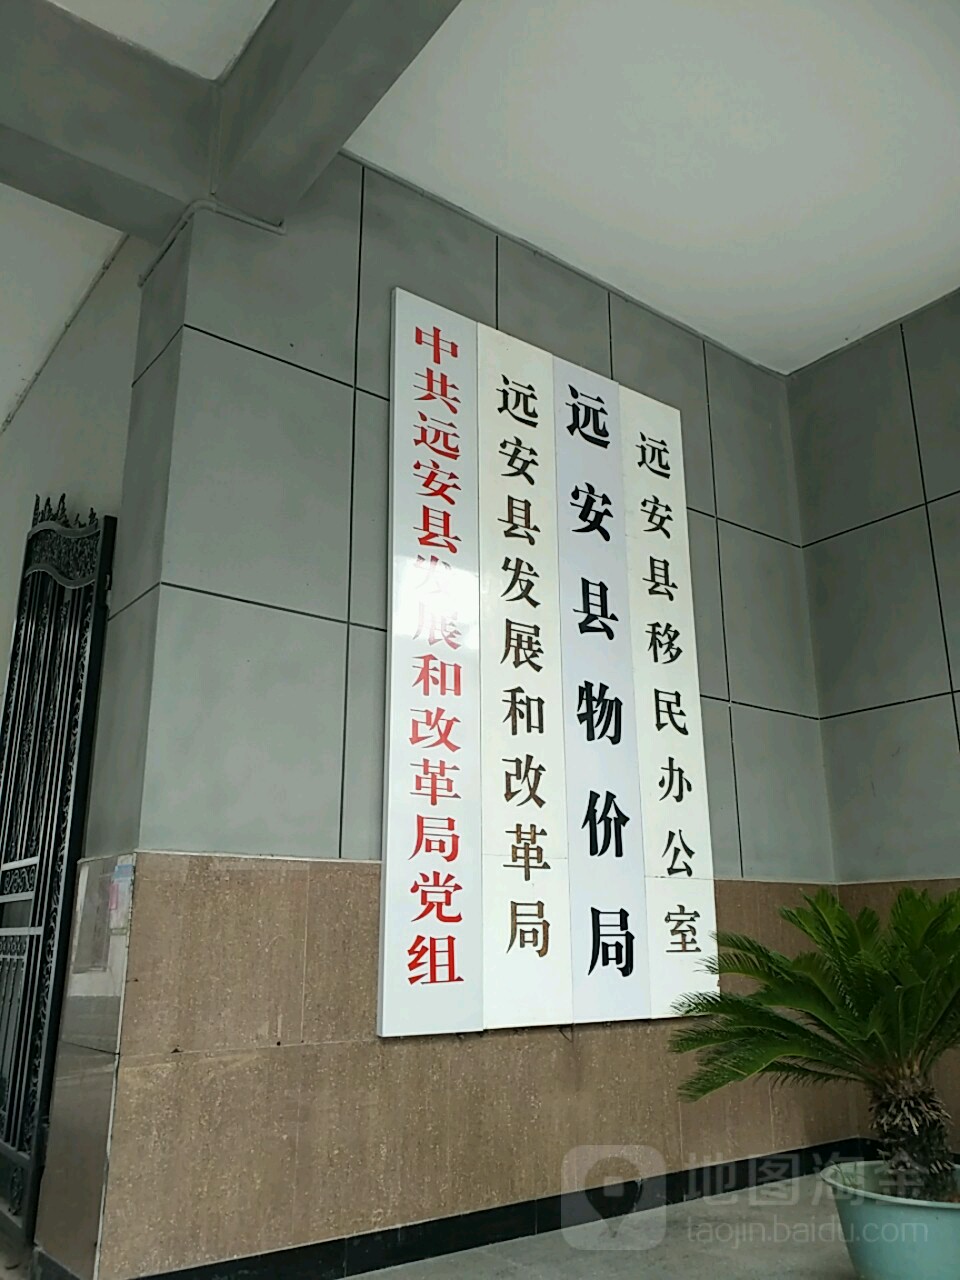 中共远安县发展和改革局党组
远安县发展和改革局
远安县物价局
远安县移民办公室
地图淘金
taojin.baidu.com